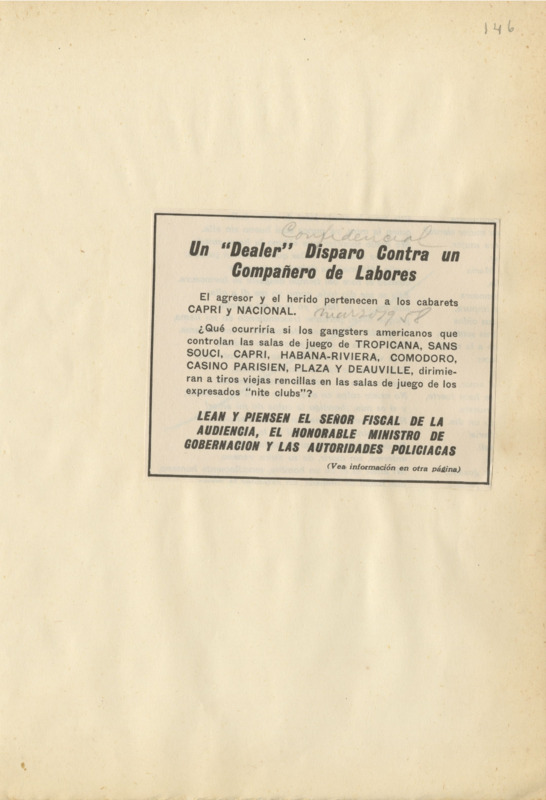 146
Confidencial
Un "Dealer" Disparo Contra un
Compañero de Labores
El agresor y el herido pertenecen a los cabarets
CAPRI y NACIONAL.
marzo 1958
¿Qué ocurriría si los gangsters americanos que
controlan las salas de juego de TROPICANA, SANS
SOUCI, CAPRI, HABANA-RIVIERA, COMODORO,
CASINO PARISIEN, PLAZA Y DEAUVILLE, dirimie-
ran a tiros viejas rencillas en las salas de juego de los
expresados "nite clubs"?
LEAN Y PIENSEN EL SEÑOR FISCAL DE LA
AUDIENCIA, EL HONORABLE MINISTRO DE
GOBERNACION Y LAS AUTORIDADES POLICIACAS
(Vea información en otra página)